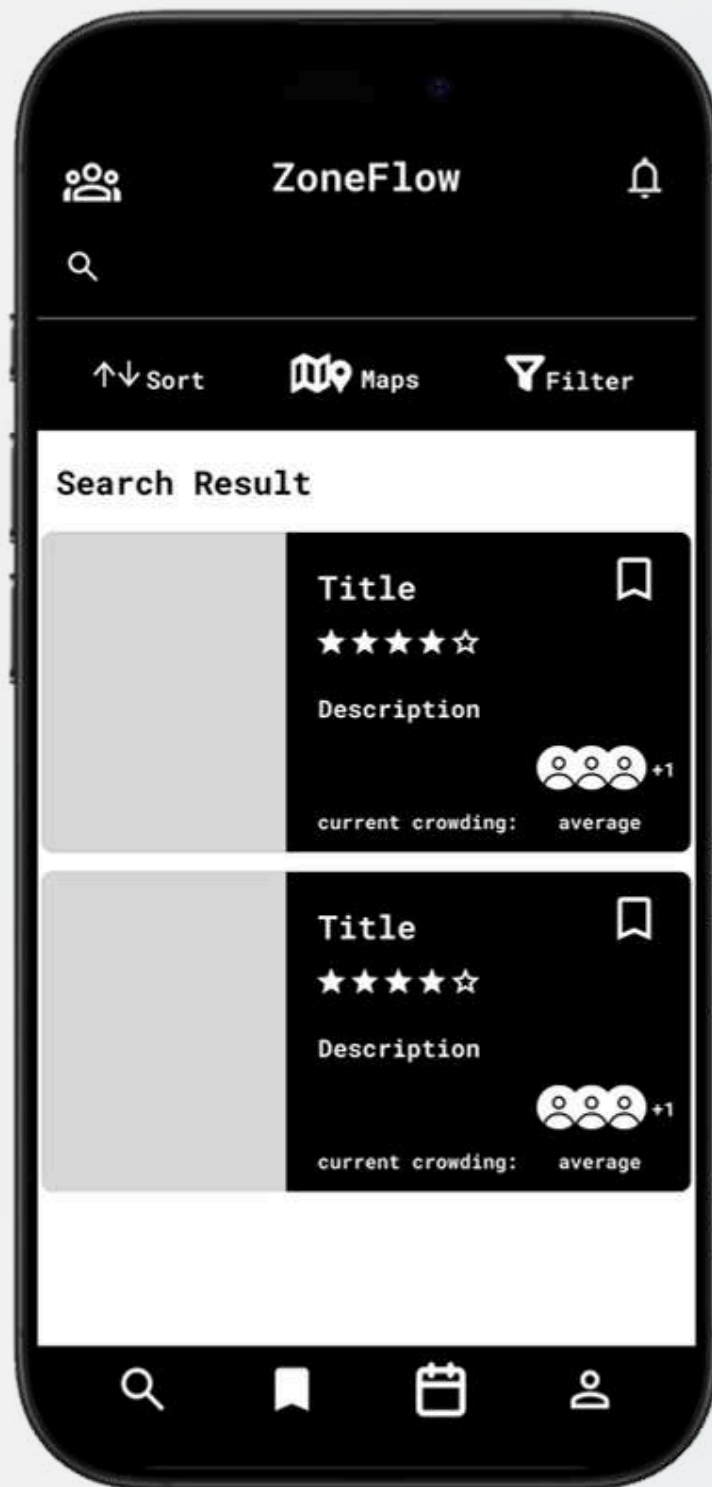 ZoneFlow
Sort Maps Filter
Search Result
Title
Description
+1
current crowding: average
Title
Description
+1
current crowding: average